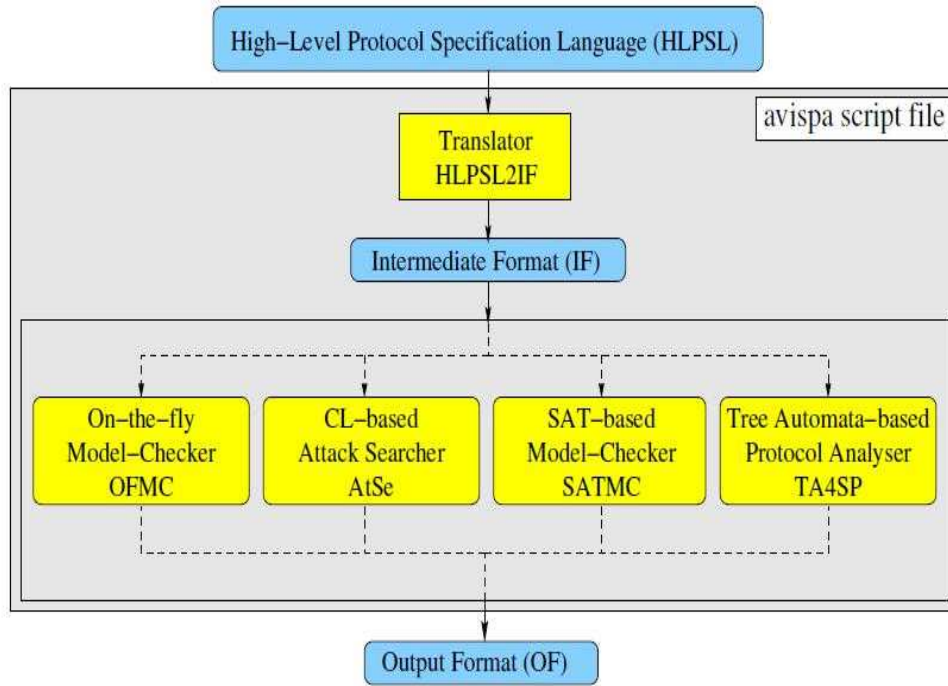 High−Level Protocol Specification Language (HLPSL)
avispa script file
Translator
HLPSL2IF
Intermediate Format (IF)
On−the−fly
Model−Checker
OFMC
CL−based
Attack Searcher
AtSe
SAT−based
Model−Checker
SATMC
Tree Automata−based
Protocol Analyser
TA4SP
Output Format (OF)